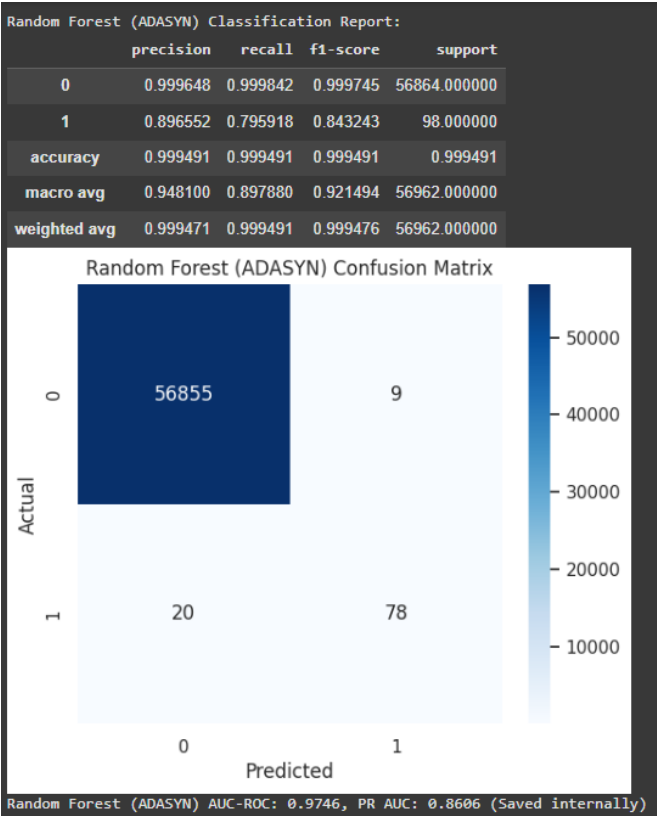 Random Forest (ADASYN) Classification Report:
precision recall f1-score support
0 0.999648 0.999842 0.999745 56864.000000
1 0.896552 0.795918 0.843243 98.000000
accuracy 0.999491 0.999491 0.999491 0.999491
macro avg 0.948100 0.897880 0.921494 56962.000000
weighted avg 0.999471 0.999491 0.999476 56962.000000
Random Forest (ADASYN) Confusion Matrix
50000
0 56855 9
40000
30000
Actual
20000
1 20 78
10000
0 1
Predicted
Random Forest (ADASYN) AUC-ROC: 0.9746, PR AUC: 0.8606 (Saved internally)